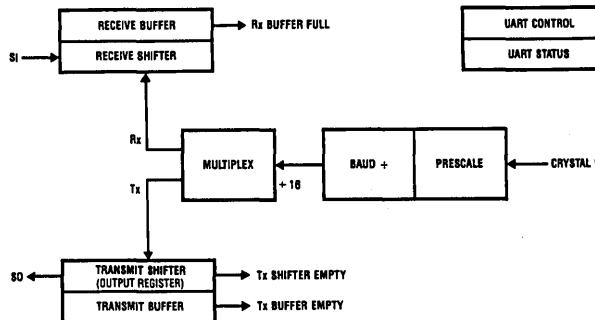 RECEIVE BUFFER
Rx BUFFER FULL
UART CONTROL
SI
RECEIVE SHIFTER
UART STATUS
Rx
MULTIPLEX
BAUD ÷
PRESCALE
CRYSTAL
÷ 16
Tx
SO
TRANSMIT SHIFTER
(OUTPUT REGISTER)
Tx SHIFTER EMPTY
TRANSMIT BUFFER
Tx BUFFER EMPTY